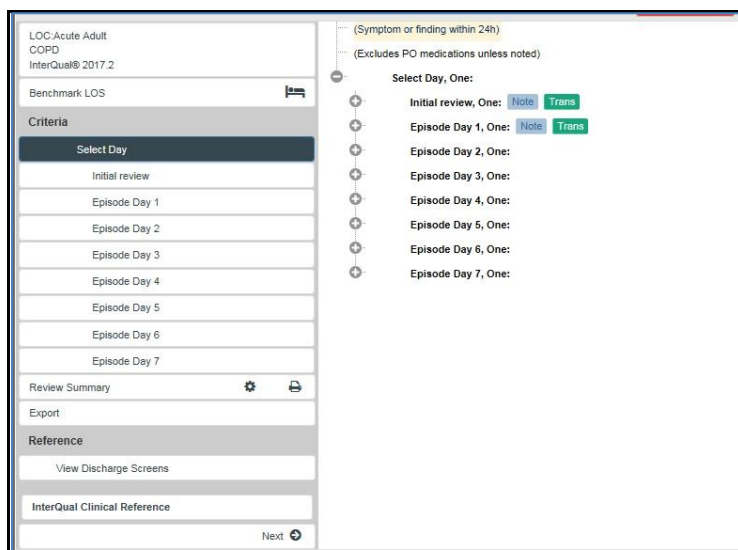 LOC:Acute Adult
COPD
InterQual® 2017.2
Benchmark LOS
Criteria
Select Day
Initial review
Episode Day 1
Episode Day 2
Episode Day 3
Episode Day 4
Episode Day 5
Episode Day 6
Episode Day 7
Review Summary
Export
Reference
View Discharge Screens
InterQual Clinical Reference
Next
(Symptom or finding within 24h)
(Excludes PO medications unless noted)
Select Day, One:
Initial review, One: Note Trans
Episode Day 1, One: Note Trans
Episode Day 2, One:
Episode Day 3, One:
Episode Day 4, One:
Episode Day 5, One:
Episode Day 6, One:
Episode Day 7, One: